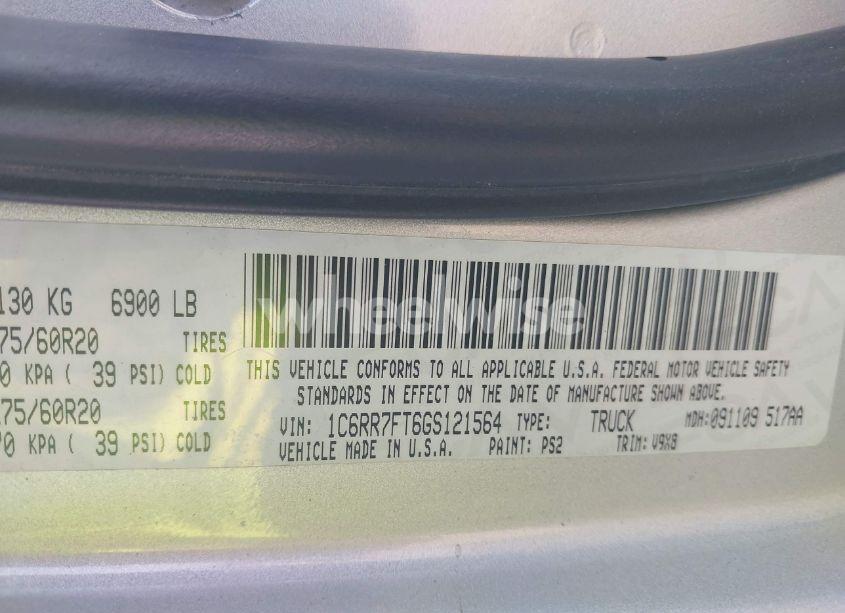 130 KG 6900 LB
75/60R20 TIRES
0 KPA ( 39 PSI) COLD
75/60R20 TIRES
70 KPA ( 39 PSI) COLD
wheelwise
THIS VEHICLE CONFORMS TO ALL APPLICABLE U.S.A. FEDERAL MOTOR VEHICLE SAFETY
STANDARDS IN EFFECT ON THE DATE OF MANUFACTURE SHOWN ABOVE.
VIN: 1C6RR7FT6GS121564 TYPE: TRUCK MDH:091109 517AA
VEHICLE MADE IN U.S.A. PAINT: PS2 TRIM: V9X8